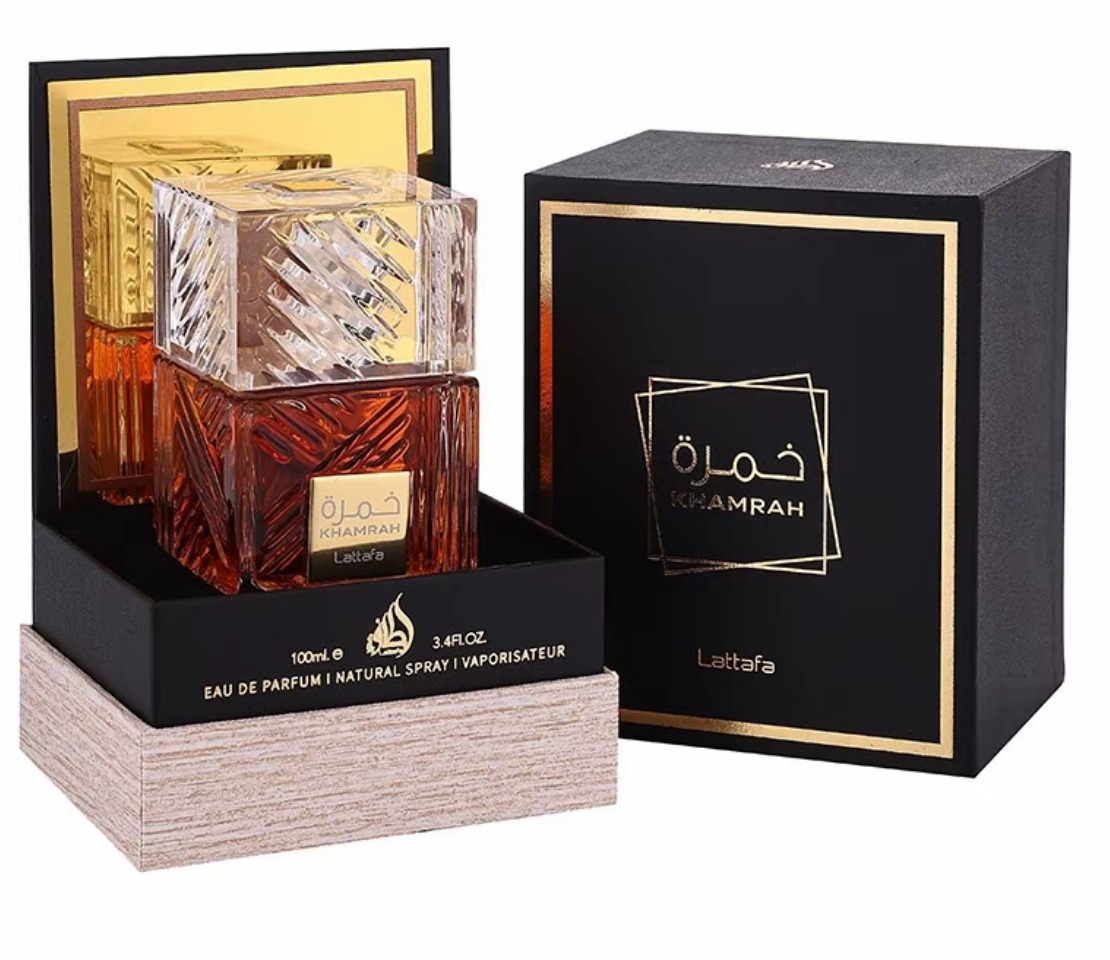 خمرة
KHAMRAH
Lattafa
100ml. e 3.4FL.OZ.
EAU DE PARFUM | NATURAL SPRAY | VAPORISATEUR
خمرة
KHAMRAH
Lattafa